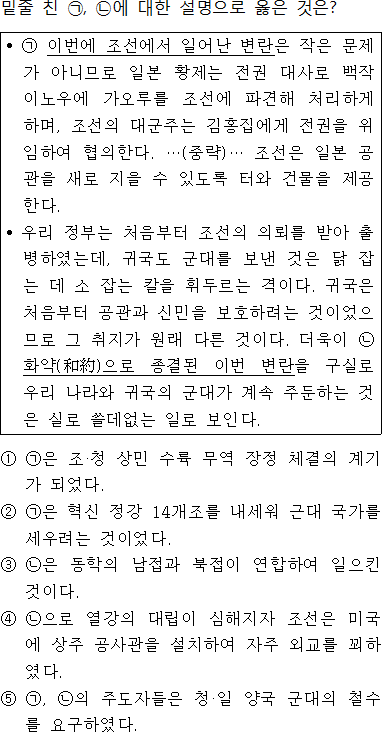 밑줄 친 ㉠, ㉡에 대한 설명으로 옳은 것은?
• ㉠ 이번에 조선에서 일어난 변란은 작은 문제
가 아니므로 일본 황제는 전권 대사로 백작
이노우에 가오루를 조선에 파견해 처리하게
하며, 조선의 대군주는 김홍집에게 전권을 위
임하여 협의한다. …(중략)… 조선은 일본 공
관을 새로 지을 수 있도록 터와 건물을 제공
한다.
• 우리 정부는 처음부터 조선의 의뢰를 받아 출
병하였는데, 귀국도 군대를 보낸 것은 닭 잡
는 데 소 잡는 칼을 휘두르는 격이다. 귀국은
처음부터 공관과 신민을 보호하려는 것이었으
므로 그 취지가 원래 다른 것이다. 더욱이 ㉡
화약(和約)으로 종결된 이번 변란을 구실로
우리 나라와 귀국의 군대가 계속 주둔하는 것
은 실로 쓸데없는 일로 보인다.
① ㉠은 조·청 상민 수륙 무역 장정 체결의 계기
가 되었다.
② ㉠은 혁신 정강 14개조를 내세워 근대 국가를
세우려는 것이었다.
③ ㉡은 동학의 남접과 북접이 연합하여 일으킨
것이다.
④ ㉡으로 열강의 대립이 심해지자 조선은 미국
에 상주 공사관을 설치하여 자주 외교를 꾀하
였다.
⑤ ㉠, ㉡의 주도자들은 청·일 양국 군대의 철수
를 요구하였다.